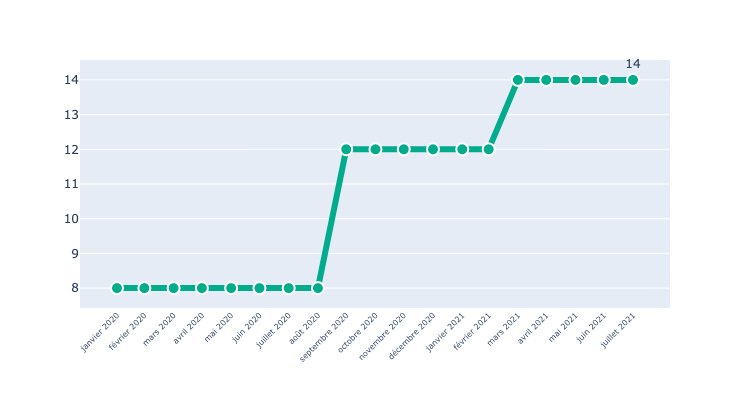 14
14
13
12
11
10
9
8
janvier 2020
février 2020
mars 2020
avril 2020
mai 2020
juin 2020
juillet 2020
août 2020
septembre 2020
octobre 2020
novembre 2020
décembre 2020
janvier 2021
février 2021
mars 2021
avril 2021
mai 2021
juin 2021
juillet 2021